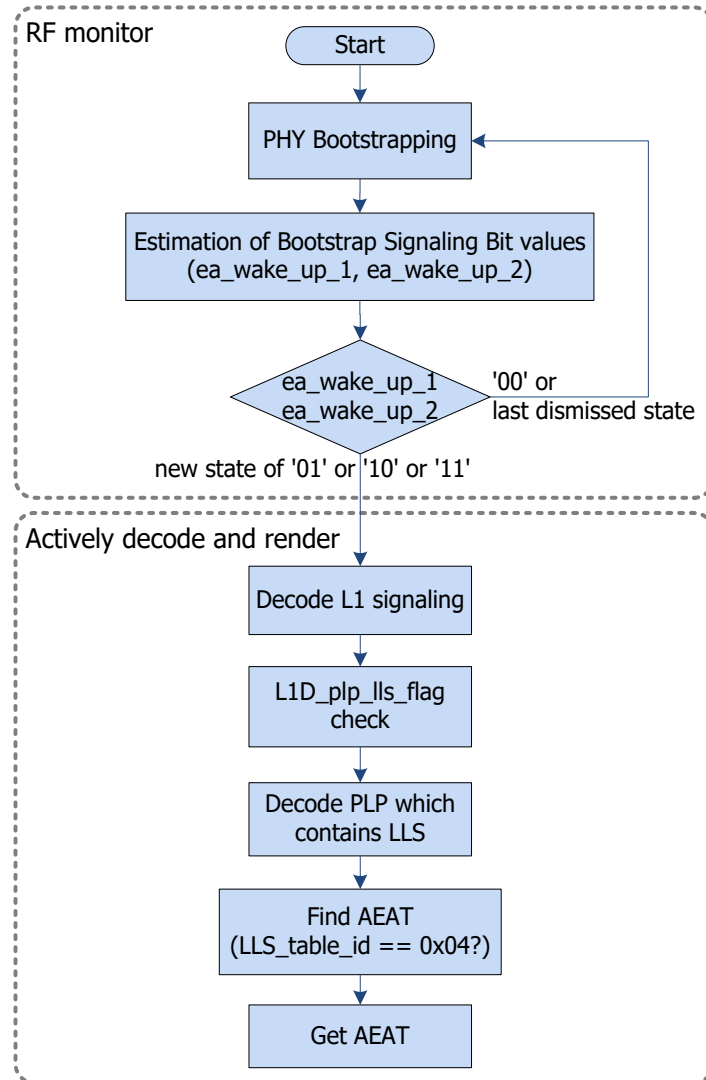 RF monitor
Start
PHY Bootstrapping
Estimation of Bootstrap Signaling Bit values
(ea_wake_up_1, ea_wake_up_2)
ea_wake_up_1
ea_wake_up_2
'00' or
last dismissed state
new state of '01' or '10' or '11'
Actively decode and render
Decode L1 signaling
L1D_plp_lls_flag
check
Decode PLP which
contains LLS
Find AEAT
(LLS_table_id == 0x04?)
Get AEAT